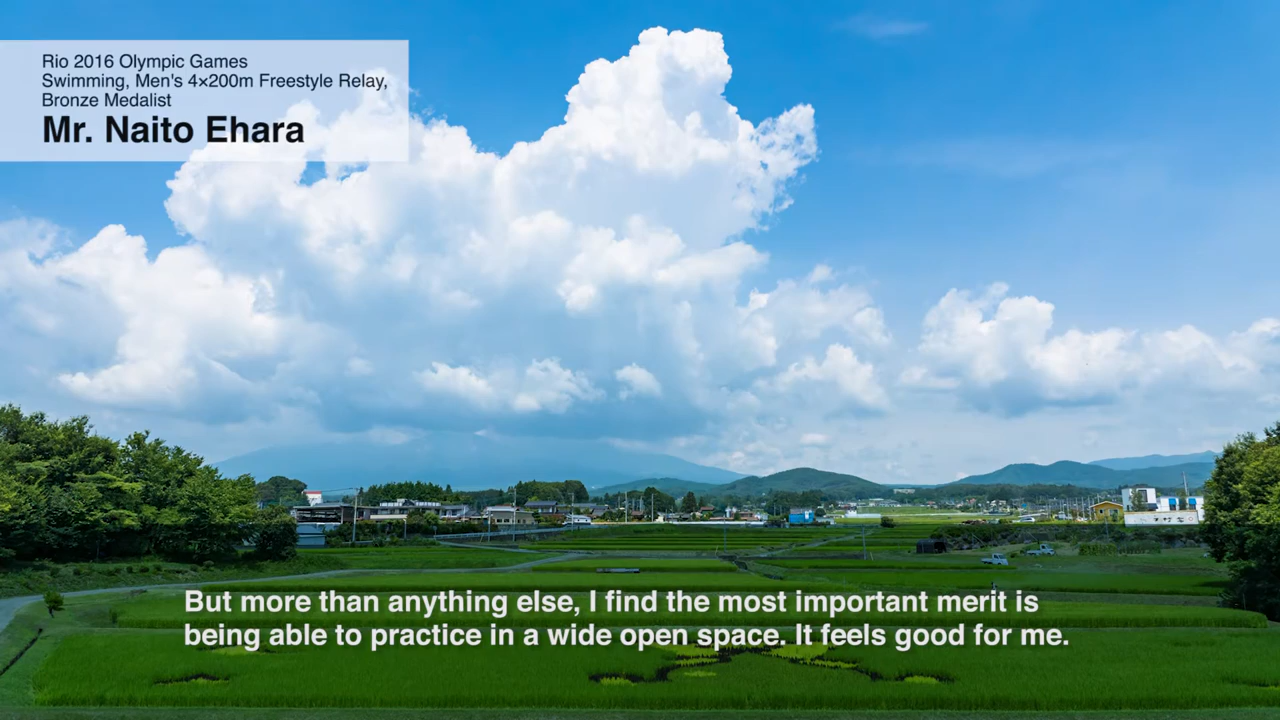 Rio 2016 Olympic Games
Swimming, Men's 4×200m Freestyle Relay,
Bronze Medalist
Mr. Naito Ehara
But more than anything else, I find the most important merit is
being able to practice in a wide open space. It feels good for me.